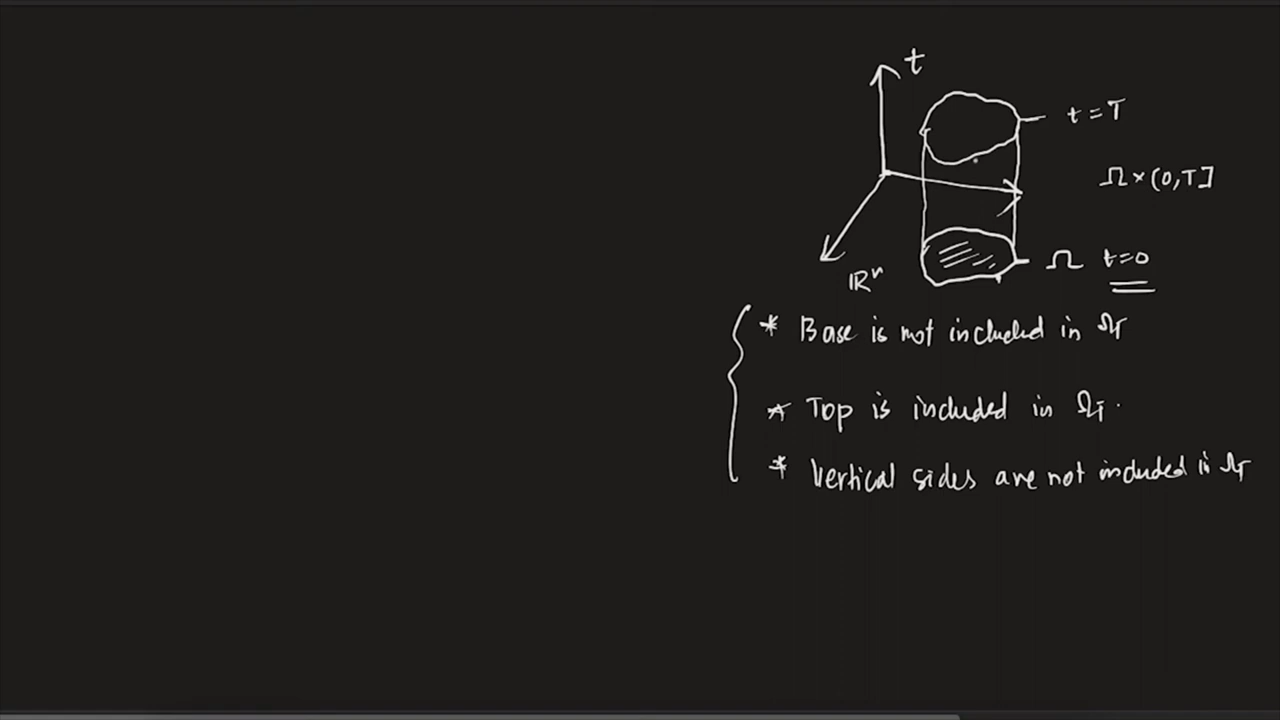 t
t = T
Ω × (0,T]
Ω t=0
ℝⁿ
* Base is not included in Ω_T
* Top is included in Ω_T.
* Vertical sides are not included in Ω_T